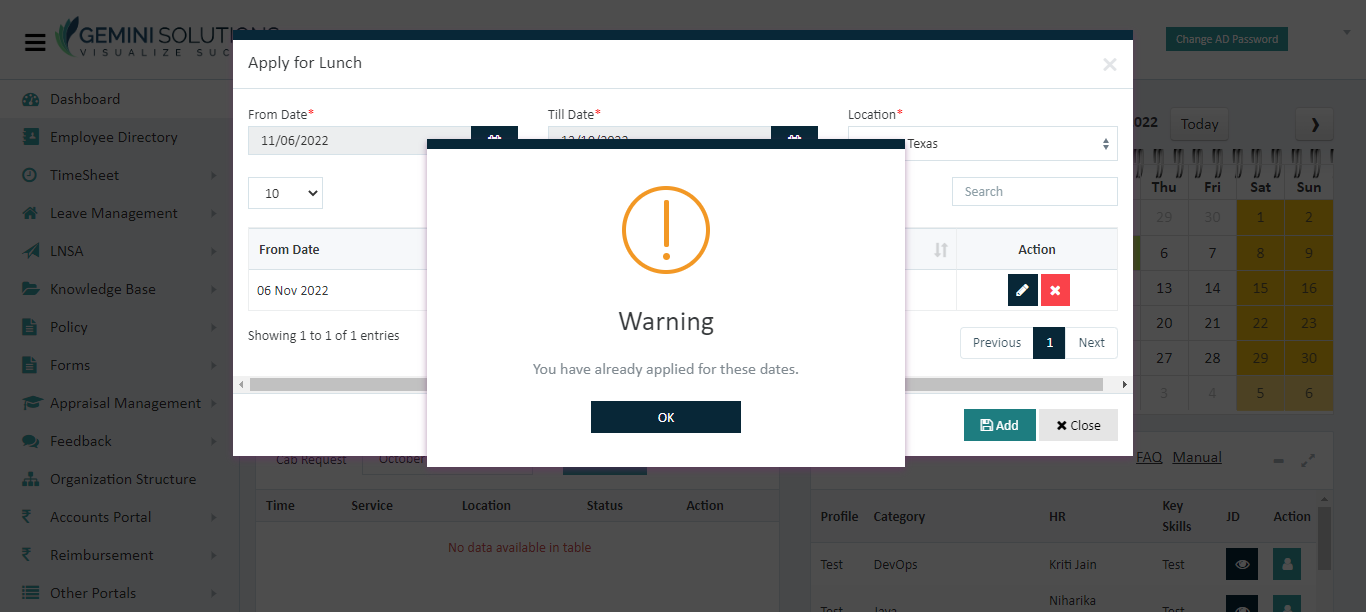 GEMINI SOLUTIONS
VISUALIZE SUC
Change AD Password
Apply for Lunch
×
From Date*
Till Date*
Location*
11/06/2022
Texas
10
Search
From Date
Action
06 Nov 2022
Showing 1 to 1 of 1 entries
Previous 1 Next
Add
Close
Warning
You have already applied for these dates.
OK
Dashboard
Employee Directory
TimeSheet
Leave Management
LNSA
Knowledge Base
Policy
Forms
Appraisal Management
Feedback
Organization Structure
Accounts Portal
Reimbursement
Other Portals
2022
Today
Thu Fri Sat Sun
29 30 1 2
6 7 8 9
13 14 15 16
20 21 22 23
27 28 29 30
3 4 5 6
Cab Request
October
Time Service Location Status Action
No data available in table
FAQ Manual
Profile Category HR Key Skills JD Action
Test DevOps Kriti Jain Test
Test Java Niharika Test